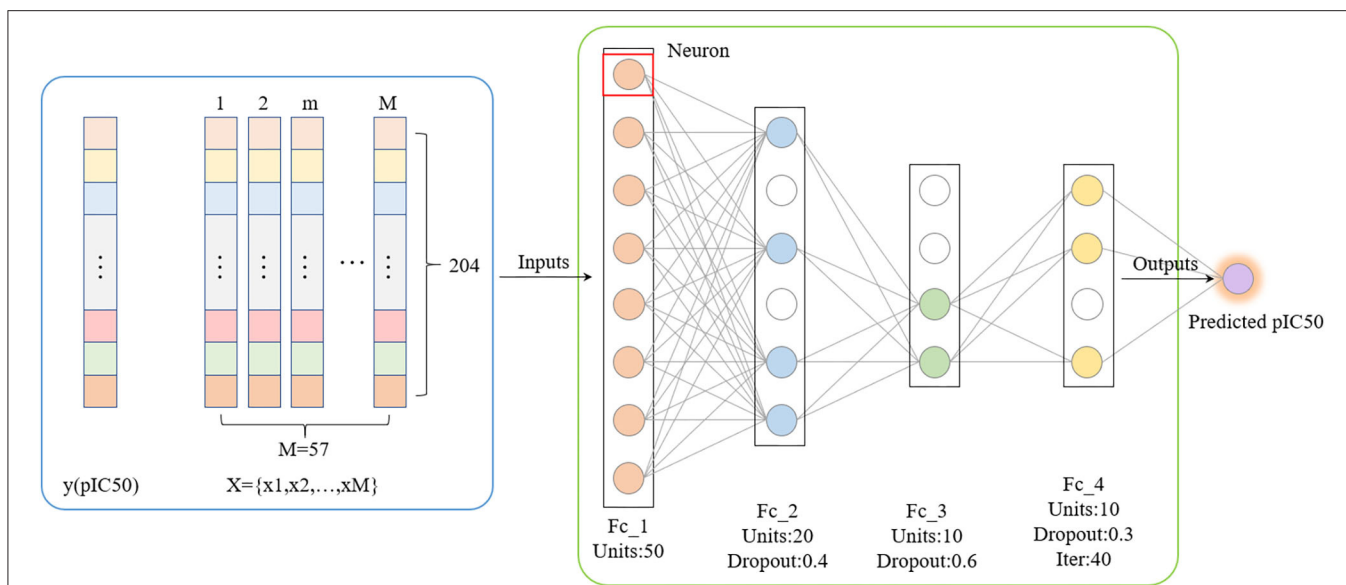 Neuron
1 2 m M
204
Inputs
M=57
y(pIC50)
X={x1,x2,...,xM}
Outputs
Predicted pIC50
Fc_1
Units:50
Fc_2
Units:20
Dropout:0.4
Fc_3
Units:10
Dropout:0.6
Fc_4
Units:10
Dropout:0.3
Iter:40